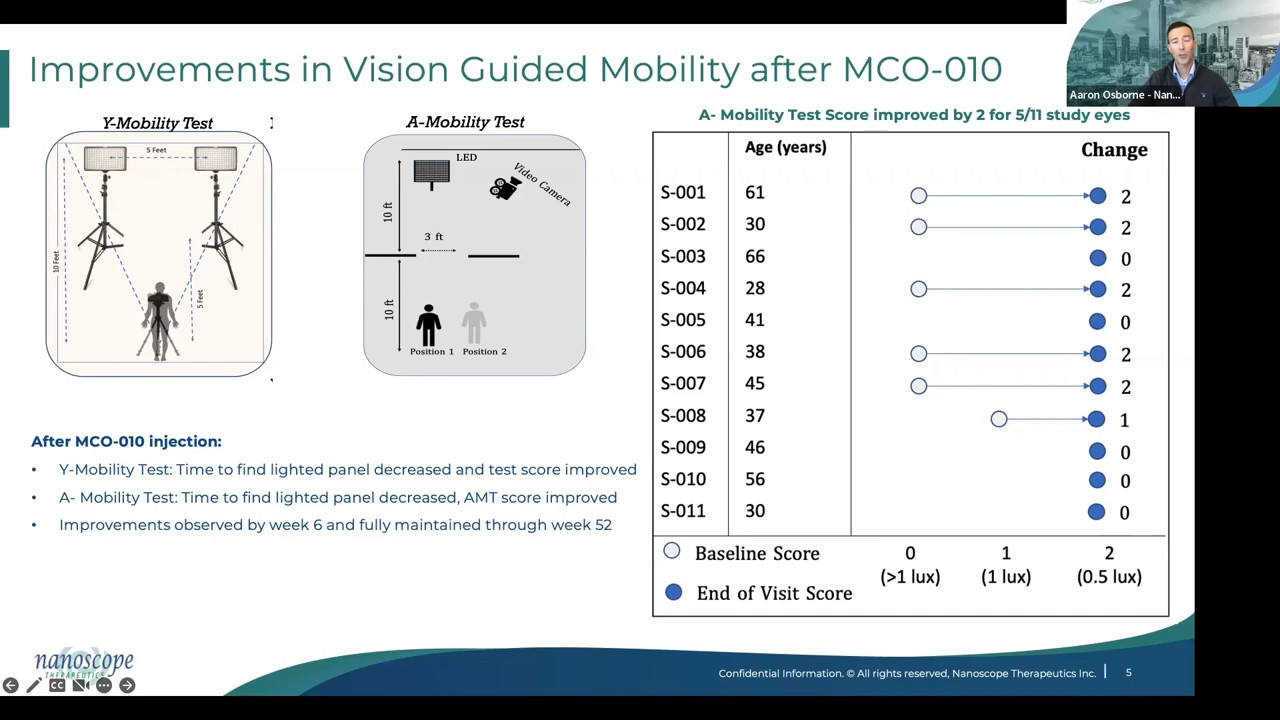 Improvements in Vision Guided Mobility after MCO-010
Aaron Osborne - Nan...
Y-Mobility Test
5 Feet
10 Feet
5 Feet
A-Mobility Test
LED
Video Camera
10 ft
3 ft
10 ft
Position 1 Position 2
A- Mobility Test Score improved by 2 for 5/11 study eyes
Age (years) Change
S-001 61 2
S-002 30 2
S-003 66 0
S-004 28 2
S-005 41 0
S-006 38 2
S-007 45 2
S-008 37 1
S-009 46 0
S-010 56 0
S-011 30 0
Baseline Score 0 1 2
(>1 lux) (1 lux) (0.5 lux)
End of Visit Score
After MCO-010 injection:
• Y-Mobility Test: Time to find lighted panel decreased and test score improved
• A- Mobility Test: Time to find lighted panel decreased, AMT score improved
• Improvements observed by week 6 and fully maintained through week 52
nanoscope
THERAPEUTICS
CC
Confidential Information. © All rights reserved, Nanoscope Therapeutics Inc. | 5